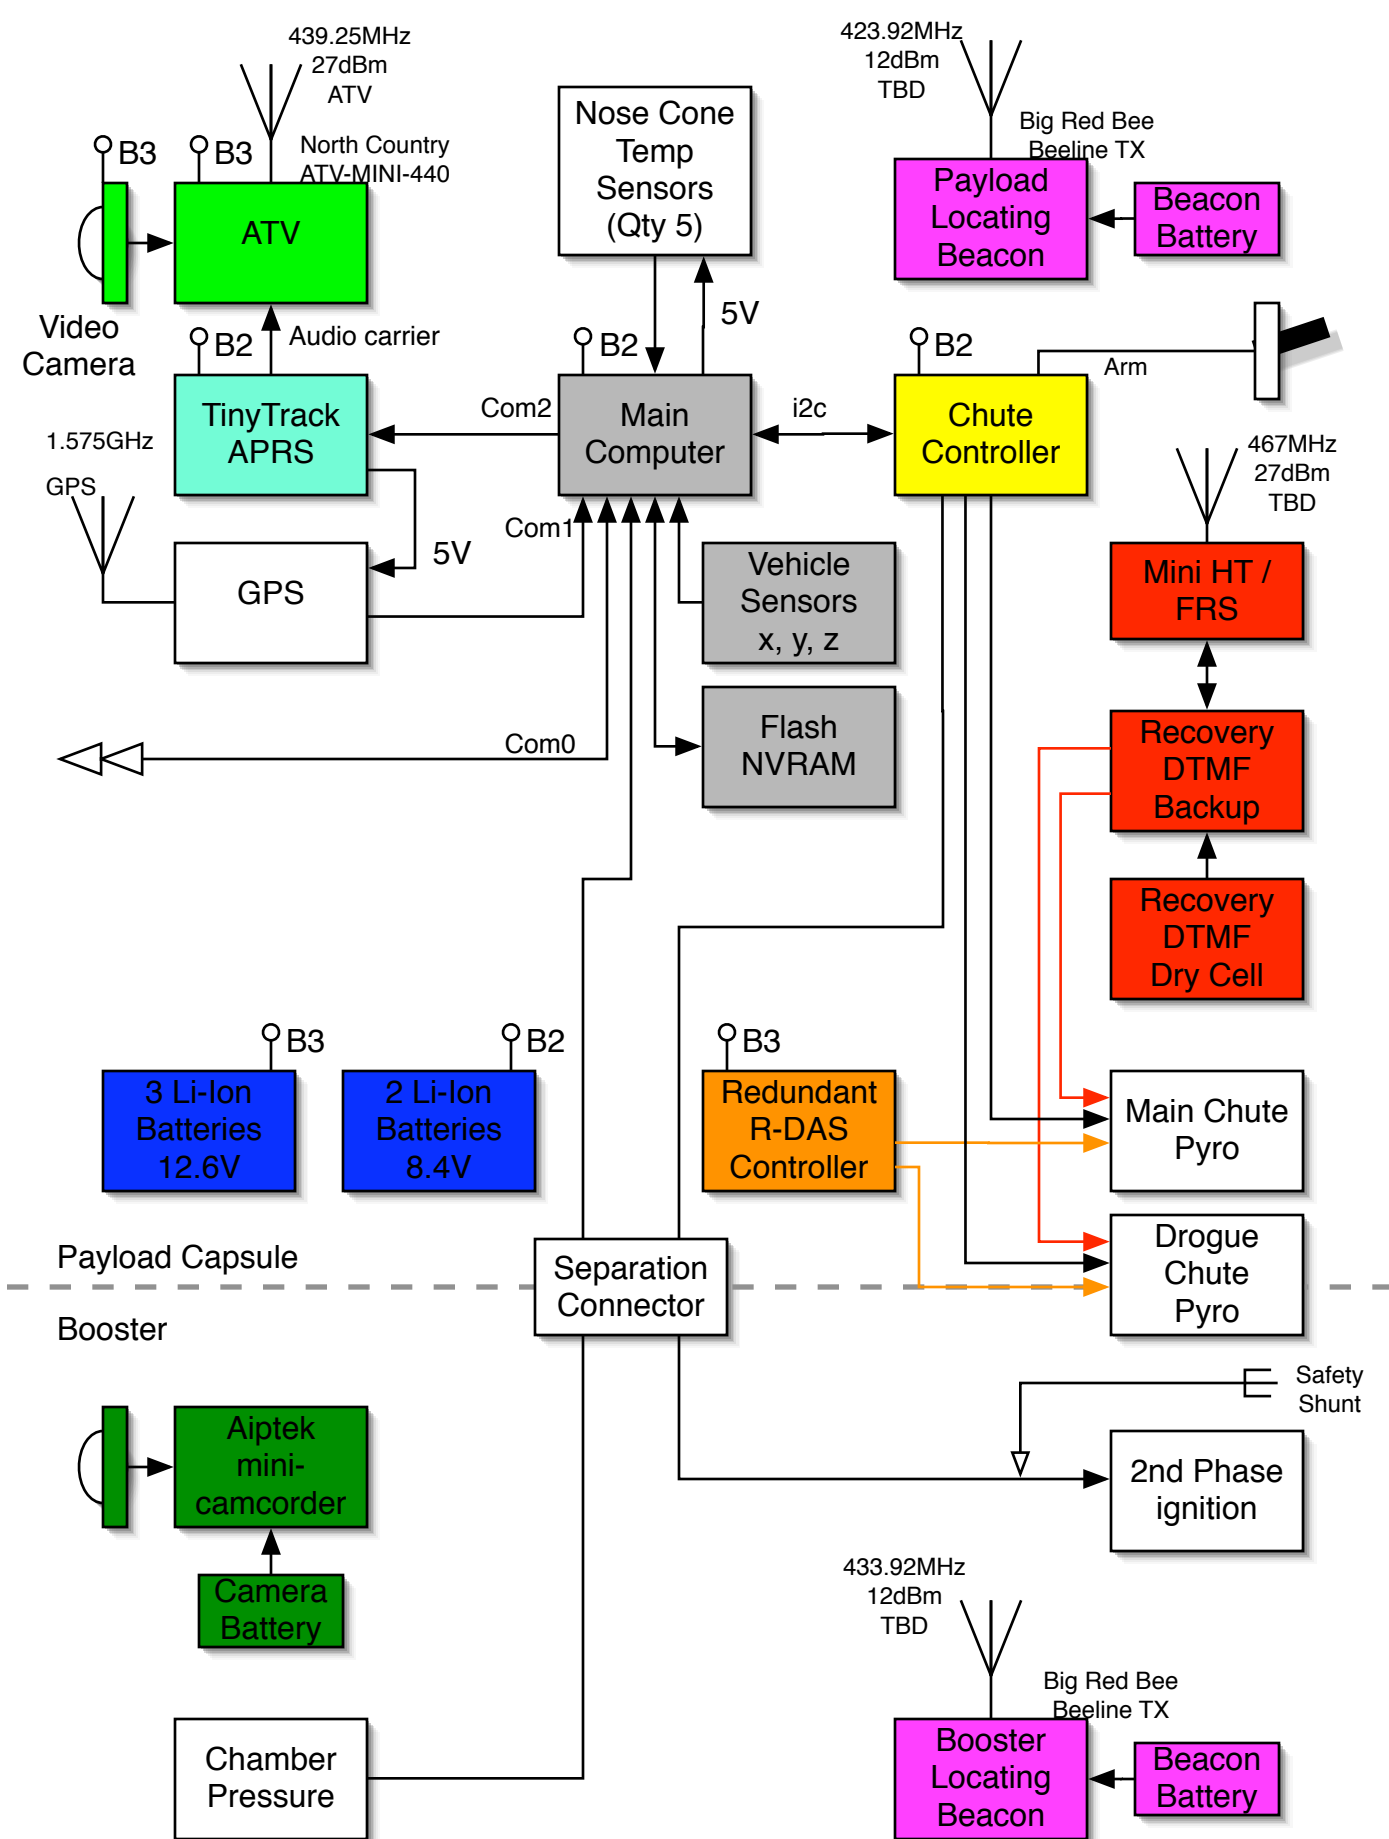 439.25MHz
27dBm
ATV
423.92MHz
12dBm
TBD
Nose Cone
Temp
Sensors
(Qty 5)
Big Red Bee
Beeline TX
B3
B3
North Country
ATV-MINI-440
ATV
Payload
Locating
Beacon
Beacon
Battery
Video
Camera
B2
Audio carrier
B2
5V
B2
Arm
TinyTrack
APRS
Com2
Main
Computer
i2c
Chute
Controller
1.575GHz
GPS
467MHz
27dBm
TBD
Com1
5V
GPS
Vehicle
Sensors
x, y, z
Mini HT /
FRS
Com0
Flash
NVRAM
Recovery
DTMF
Backup
Recovery
DTMF
Dry Cell
B3
B2
B3
3 Li-Ion
Batteries
12.6V
2 Li-Ion
Batteries
8.4V
Redundant
R-DAS
Controller
Main Chute
Pyro
Payload Capsule
Separation
Connector
Drogue
Chute
Pyro
Booster
Safety
Shunt
Aiptek
mini-
camcorder
2nd Phase
ignition
Camera
Battery
433.92MHz
12dBm
TBD
Big Red Bee
Beeline TX
Chamber
Pressure
Booster
Locating
Beacon
Beacon
Battery